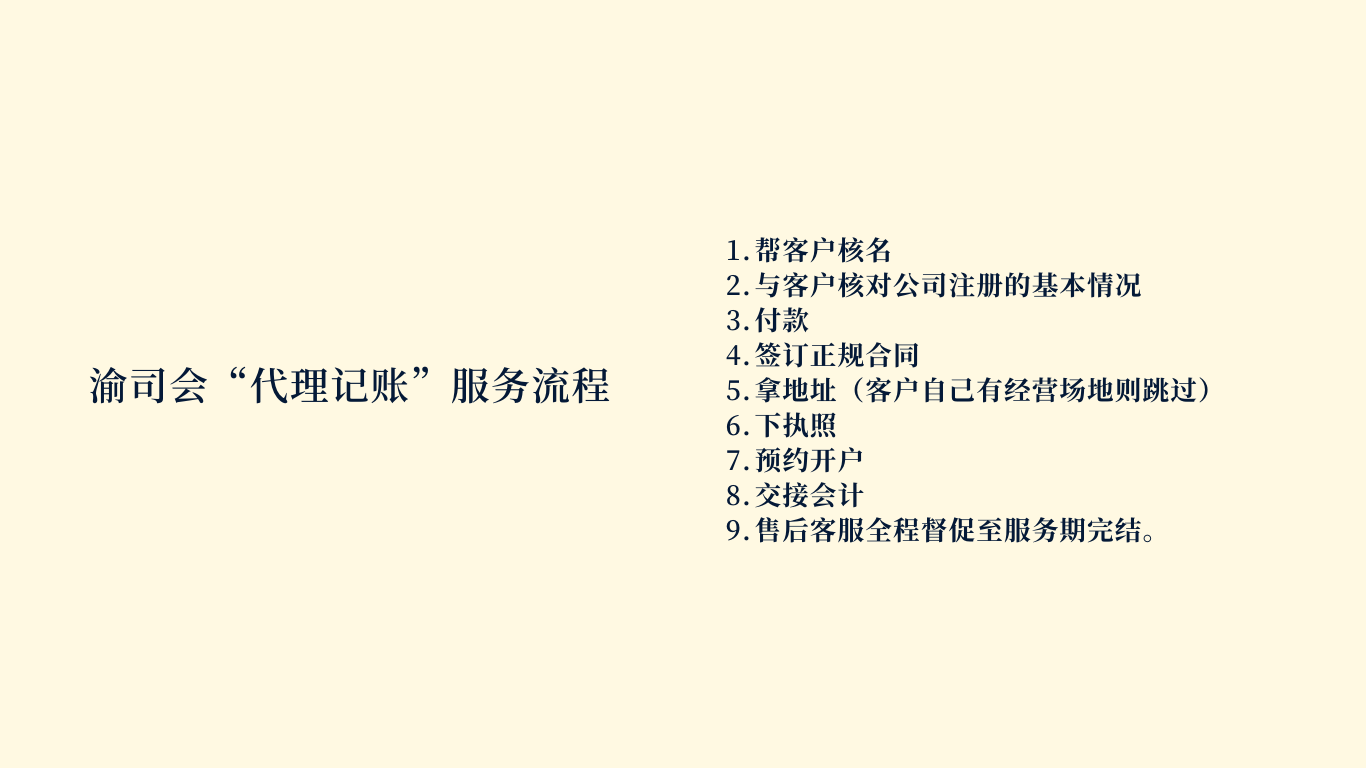 渝司会“代理记账”服务流程
1.帮客户核名
2.与客户核对公司注册的基本情况
3.付款
4.签订正规合同
5.拿地址（客户自己有经营场地则跳过）
6.下执照
7.预约开户
8.交接会计
9.售后客服全程督促至服务期完结。